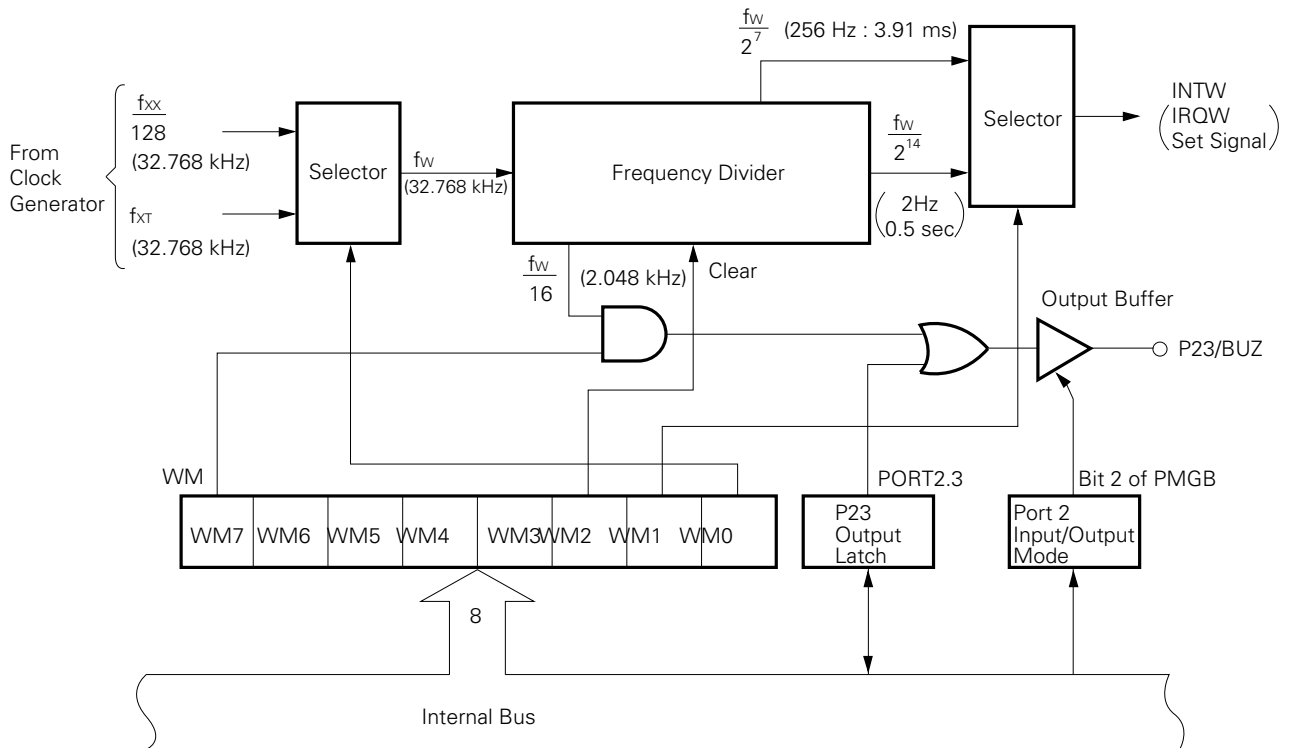 fW
2^7 (256 Hz : 3.91 ms)
From
Clock
Generator
fXX
128
(32.768 kHz)
fXT
(32.768 kHz)
Selector
fW
(32.768 kHz)
Frequency Divider
fW
2^14
2Hz
0.5 sec
Selector
INTW
IRQW
Set Signal
fW
16
(2.048 kHz)
Clear
Output Buffer
P23/BUZ
WM
WM7 WM6 WM5 WM4 WM3 WM2 WM1 WM0
PORT2.3
P23
Output
Latch
Bit 2 of PMGB
Port 2
Input/Output
Mode
8
Internal Bus